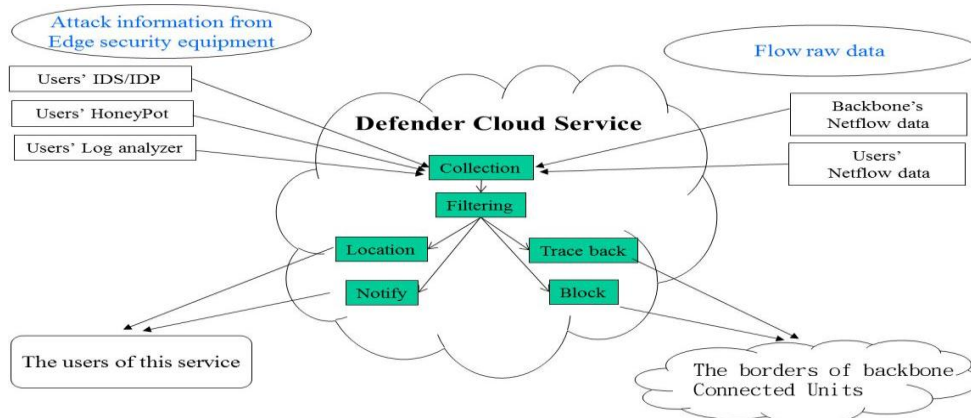 Attack information from
Edge security equipment
Flow raw data
Users' IDS/IDP
Users' HoneyPot
Users' Log analyzer
Defender Cloud Service
Backbone's
Netflow data
Users'
Netflow data
Collection
Filtering
Location
Trace back
Notify
Block
The users of this service
The borders of backbone
Connected Units